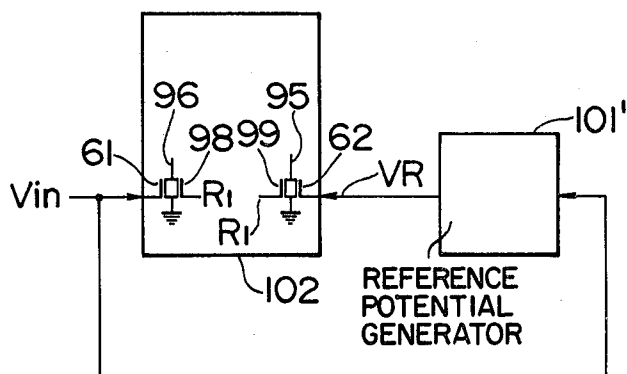 101'
96
95
61
98
99
62
Vin
R1
VR
R1
102
REFERENCE
POTENTIAL
GENERATOR